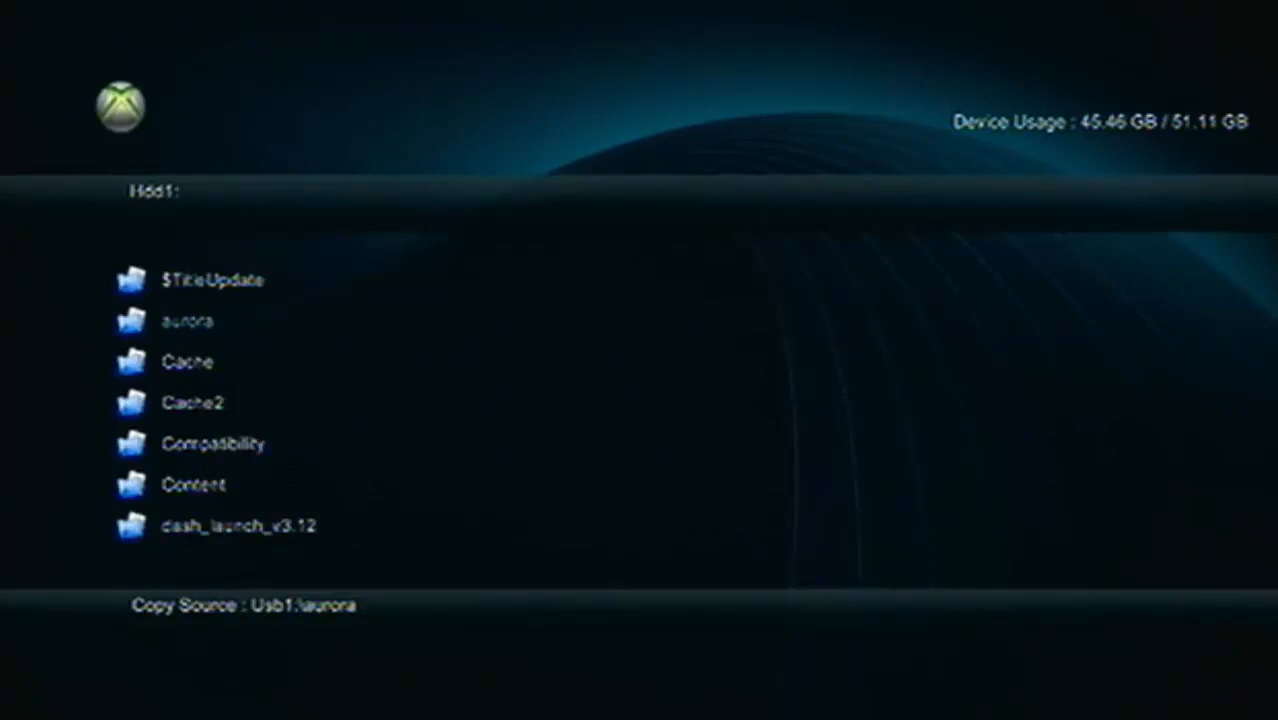 Device Usage : 45.46 GB / 51.11 GB
Hdd1:
$TitleUpdate
aurora
Cache
Cache2
Compatibility
Content
dash_launch_v3.12
Copy Source : Usb1:\aurora